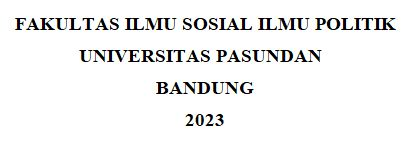 FAKULTAS ILMU SOSIAL ILMU POLITIK
UNIVERSITAS PASUNDAN
BANDUNG
2023